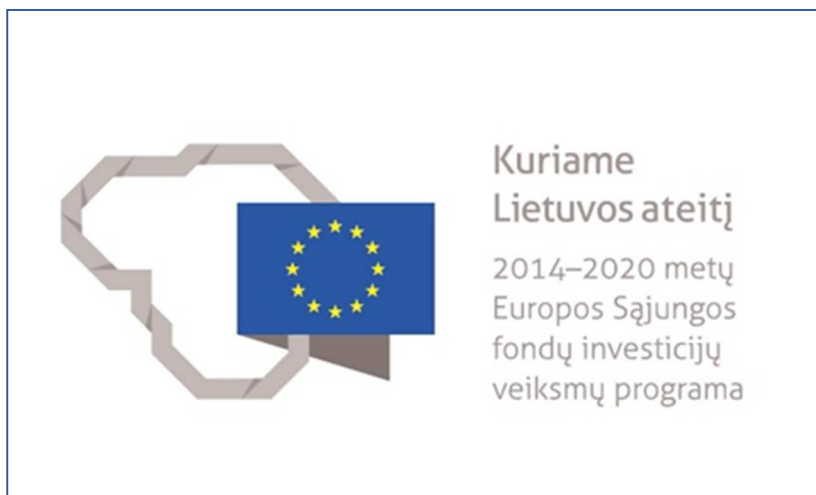 Kuriame
Lietuvos ateitį
2014–2020 metų
Europos Sąjungos
fondų investicijų
veiksmų programa